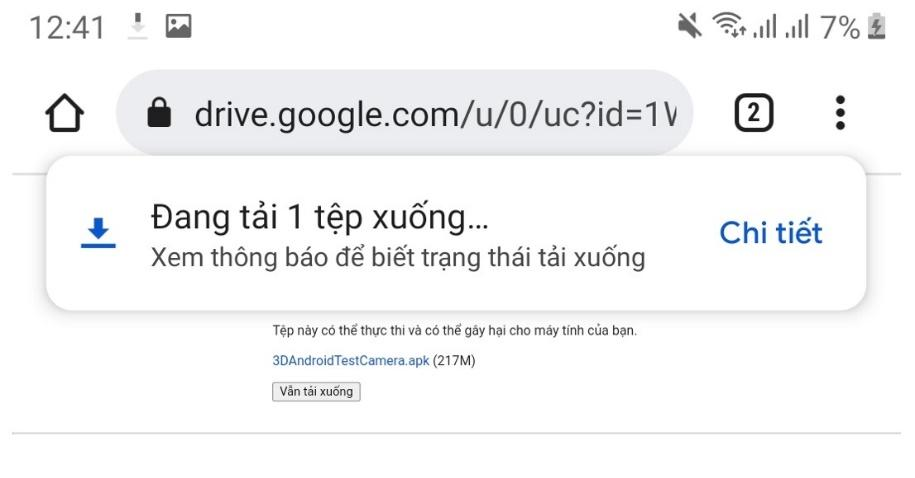 12:41
7%
drive.google.com/u/0/uc?id=1
2
Đang tải 1 tệp xuống...
Chi tiết
Xem thông báo để biết trạng thái tải xuống
Tệp này có thể thực thi và có thể gây hại cho máy tính của bạn.
3DAndroidTestCamera.apk (217M)
Vẫn tải xuống